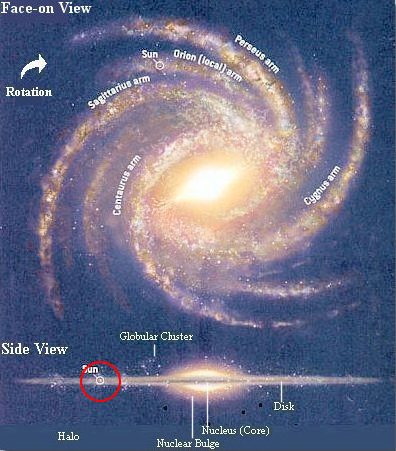 Face-on View
Perseus arm
Sun
Orion (local) arm
Rotation
Sagittarius arm
Centaurus arm
Cygnus arm
Globular Cluster
Side View
Sun
Disk
Nucleus (Core)
Halo
Nuclear Bulge